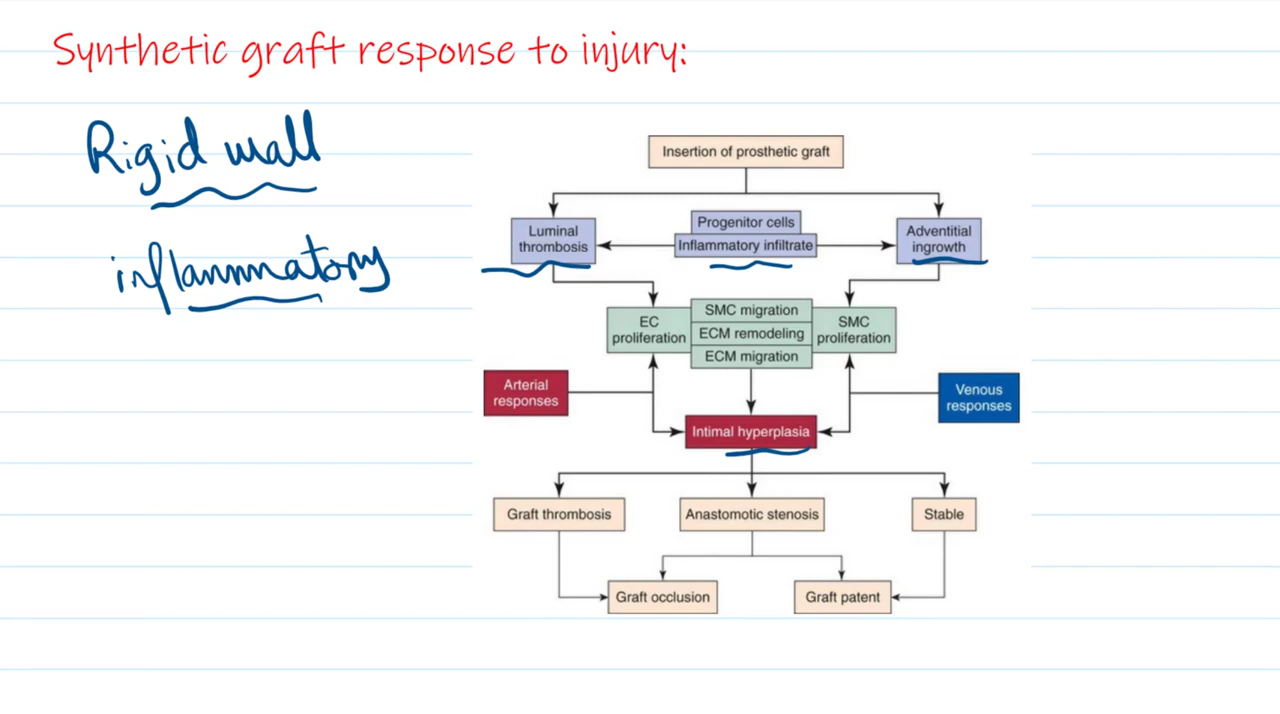 Synthetic graft response to injury:
Rigid wall
inflammatory
Insertion of prosthetic graft
Luminal
thrombosis
Progenitor cells
Inflammatory infiltrate
Adventitial
ingrowth
EC
proliferation
SMC migration
ECM remodeling
ECM migration
SMC
proliferation
Arterial
responses
Venous
responses
Intimal hyperplasia
Graft thrombosis
Anastomotic stenosis
Stable
Graft occlusion
Graft patent